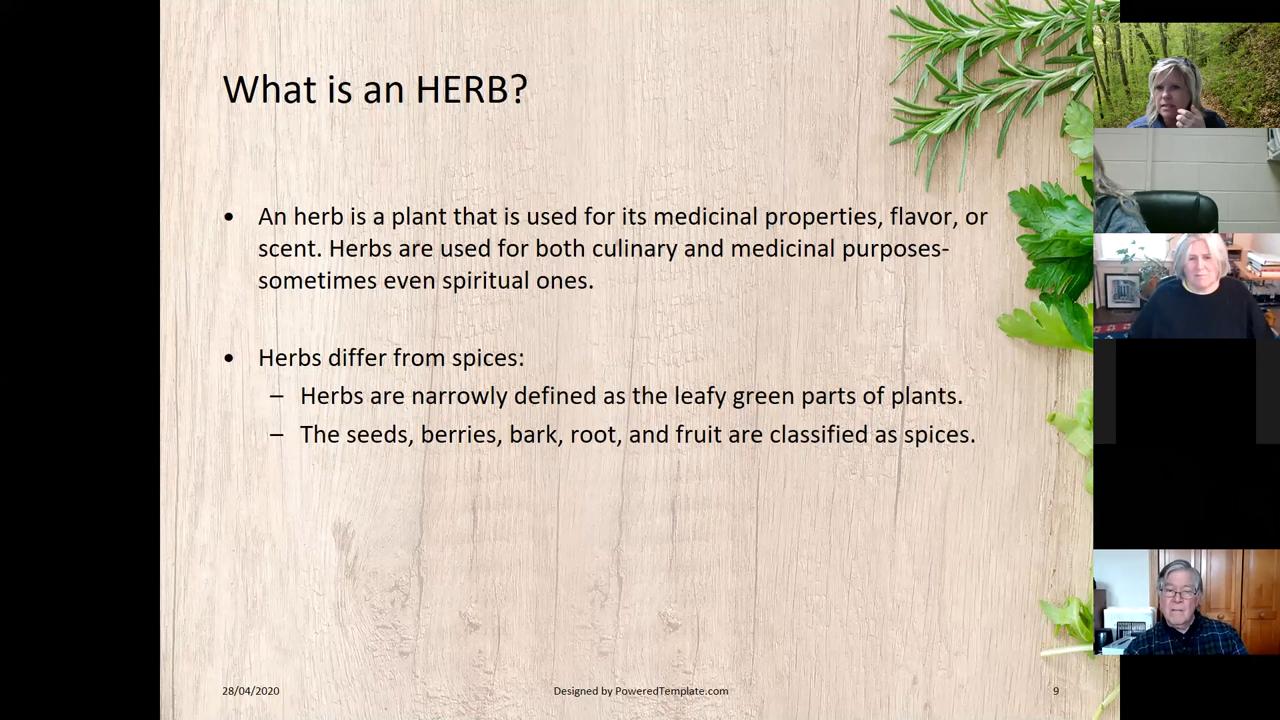 What is an HERB?
• An herb is a plant that is used for its medicinal properties, flavor, or
scent. Herbs are used for both culinary and medicinal purposes-
sometimes even spiritual ones.
• Herbs differ from spices:
– Herbs are narrowly defined as the leafy green parts of plants.
– The seeds, berries, bark, root, and fruit are classified as spices.
28/04/2020
Designed by PoweredTemplate.com
9